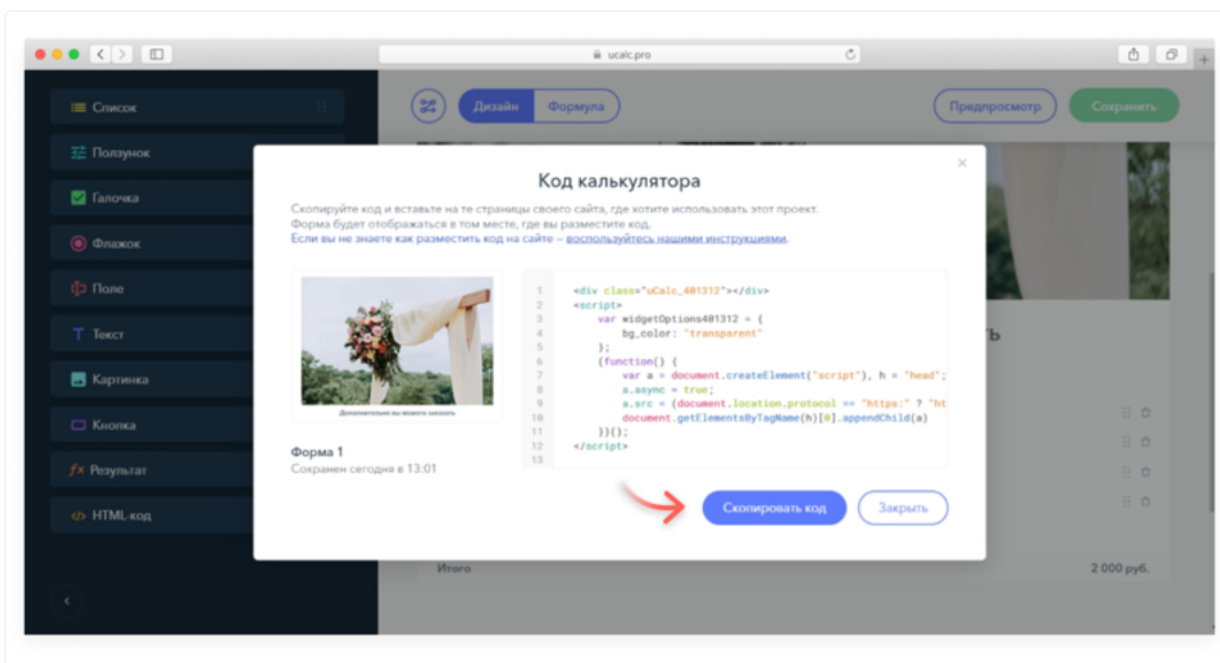 ucalc.pro
Список
Дизайн
Формула
Предпросмотр
Сохранить
Ползунок
Галочка
Флажок
Поле
Текст
Картинка
Кнопка
fx Результат
</> HTML-код
Код калькулятора
Скопируйте код и вставьте на те страницы своего сайта, где хотите использовать этот проект.
Форма будет отображаться в том месте, где вы разместите код.
Если вы не знаете как разместить код на сайте – воспользуйтесь нашими инструкциями.
Дополнительно вы можете заказать
Форма 1
Сохранен сегодня в 13:01
1 <div class="uCalc_401312"></div>
2 <script>
3 var widgetOptions401312 = {
4 bg_color: "transparent"
5 };
6 (function() {
7 var a = document.createElement("script"), h = "head";
8 a.async = true;
9 a.src = (document.location.protocol == "https:" ? "ht
10 document.getElementsByTagName(h)[0].appendChild(a)
11 })();
12 </script>
13
Скопировать код
Закрыть
ь
Итого
2 000 руб.